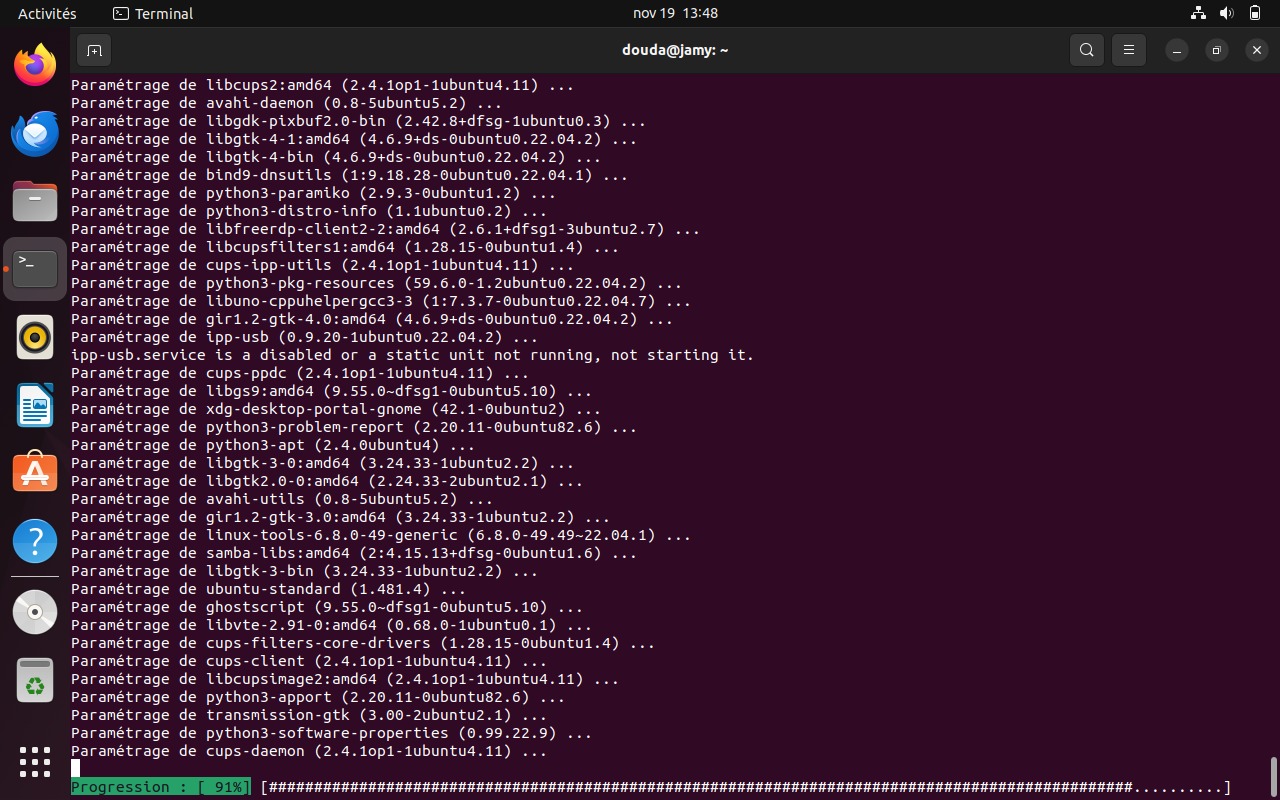 Activités
Terminal
nov 19 13:48
douda@jamy: ~
Paramétrage de libcups2:amd64 (2.4.1op1-1ubuntu4.11) ...
Paramétrage de avahi-daemon (0.8-5ubuntu5.2) ...
Paramétrage de libgdk-pixbuf2.0-bin (2.42.8+dfsg-1ubuntu0.3) ...
Paramétrage de libgtk-4-1:amd64 (4.6.9+ds-0ubuntu0.22.04.2) ...
Paramétrage de libgtk-4-bin (4.6.9+ds-0ubuntu0.22.04.2) ...
Paramétrage de bind9-dnsutils (1:9.18.28-0ubuntu0.22.04.1) ...
Paramétrage de python3-paramiko (2.9.3-0ubuntu1.2) ...
Paramétrage de python3-distro-info (1.1ubuntu0.2) ...
Paramétrage de libfreerdp-client2-2:amd64 (2.6.1+dfsg1-3ubuntu2.7) ...
Paramétrage de libcupsfilters1:amd64 (1.28.15-0ubuntu1.4) ...
Paramétrage de cups-ipp-utils (2.4.1op1-1ubuntu4.11) ...
Paramétrage de python3-pkg-resources (59.6.0-1.2ubuntu0.22.04.2) ...
Paramétrage de libuno-cppuhelpergcc3-3 (1:7.3.7-0ubuntu0.22.04.7) ...
Paramétrage de gir1.2-gtk-4.0:amd64 (4.6.9+ds-0ubuntu0.22.04.2) ...
Paramétrage de ipp-usb (0.9.20-1ubuntu0.22.04.2) ...
ipp-usb.service is a disabled or a static unit not running, not starting it.
Paramétrage de cups-ppdc (2.4.1op1-1ubuntu4.11) ...
Paramétrage de libgs9:amd64 (9.55.0~dfsg1-0ubuntu5.10) ...
Paramétrage de xdg-desktop-portal-gnome (42.1-0ubuntu2) ...
Paramétrage de python3-problem-report (2.20.11-0ubuntu82.6) ...
Paramétrage de python3-apt (2.4.0ubuntu4) ...
Paramétrage de libgtk-3-0:amd64 (3.24.33-1ubuntu2.2) ...
Paramétrage de libgtk2.0-0:amd64 (2.24.33-2ubuntu2.1) ...
Paramétrage de avahi-utils (0.8-5ubuntu5.2) ...
Paramétrage de gir1.2-gtk-3.0:amd64 (3.24.33-1ubuntu2.2) ...
Paramétrage de linux-tools-6.8.0-49-generic (6.8.0-49.49~22.04.1) ...
Paramétrage de samba-libs:amd64 (2:4.15.13+dfsg-0ubuntu1.6) ...
Paramétrage de libgtk-3-bin (3.24.33-1ubuntu2.2) ...
Paramétrage de ubuntu-standard (1.481.4) ...
Paramétrage de ghostscript (9.55.0~dfsg1-0ubuntu5.10) ...
Paramétrage de libvte-2.91-0:amd64 (0.68.0-1ubuntu0.1) ...
Paramétrage de cups-filters-core-drivers (1.28.15-0ubuntu1.4) ...
Paramétrage de cups-client (2.4.1op1-1ubuntu4.11) ...
Paramétrage de libcupsimage2:amd64 (2.4.1op1-1ubuntu4.11) ...
Paramétrage de python3-apport (2.20.11-0ubuntu82.6) ...
Paramétrage de transmission-gtk (3.00-2ubuntu2.1) ...
Paramétrage de python3-software-properties (0.99.22.9) ...
Paramétrage de cups-daemon (2.4.1op1-1ubuntu4.11) ...
Progression : [ 91%] [################################################################################################..........]